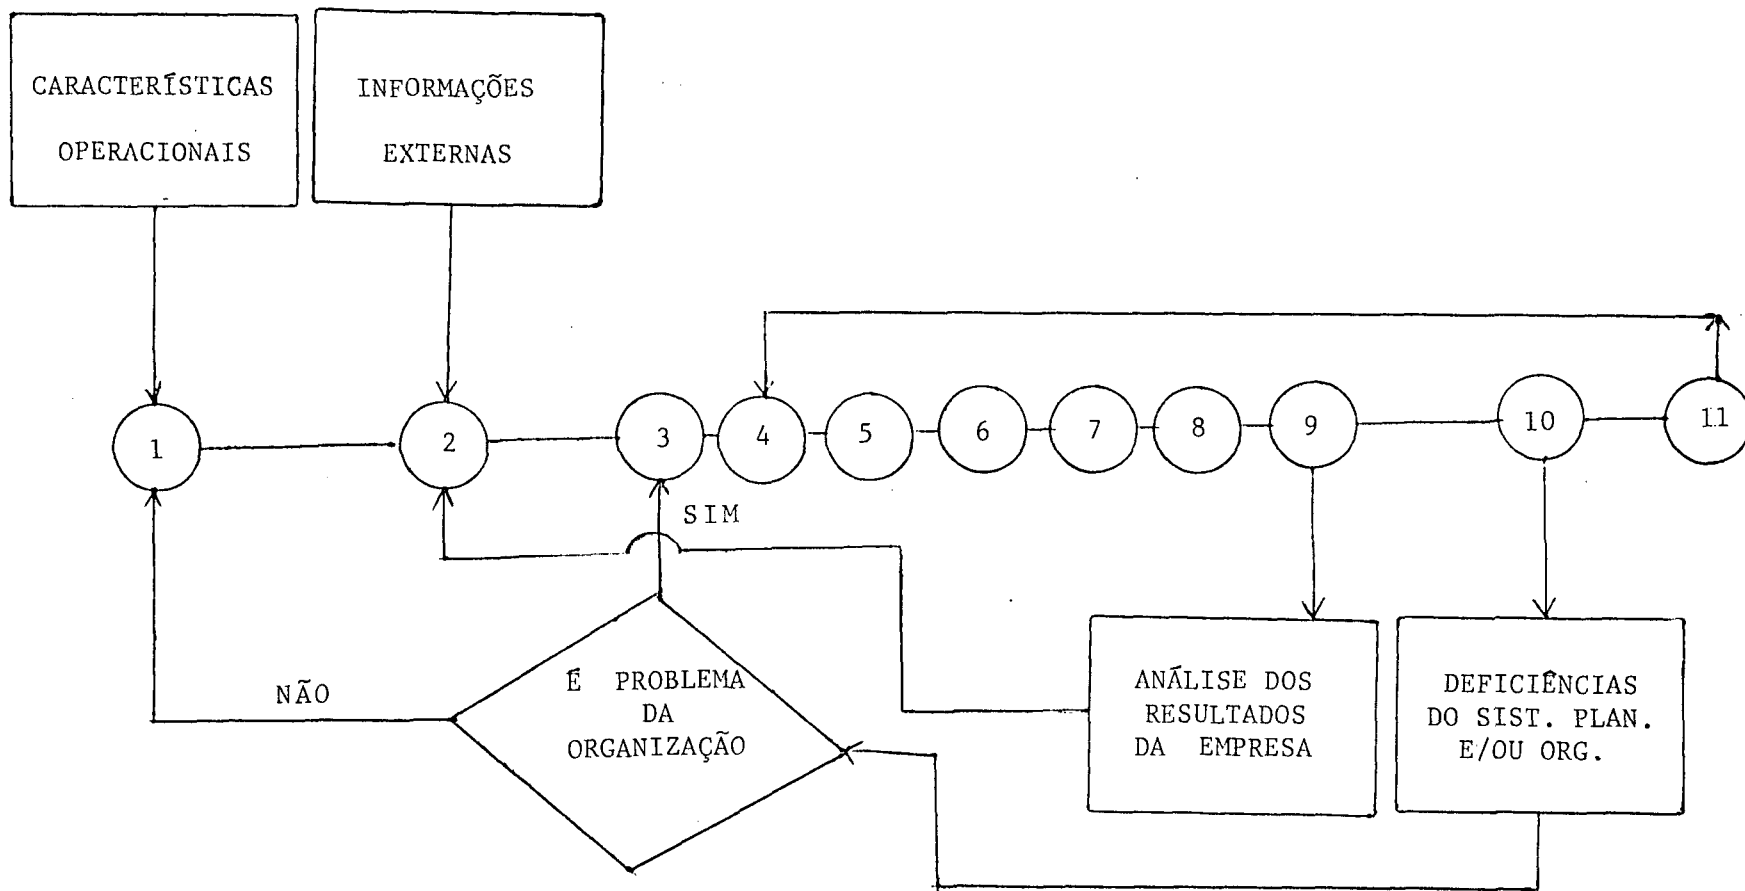 CARACTERÍSTICAS
OPERACIONAIS
INFORMAÇÕES
EXTERNAS
1
2
3
4
5
6
7
8
9
10
11
SIM
NÃO
É PROBLEMA
DA
ORGANIZAÇÃO
ANÁLISE DOS
RESULTADOS
DA EMPRESA
DEFICIÊNCIAS
DO SIST. PLAN.
E/OU ORG.